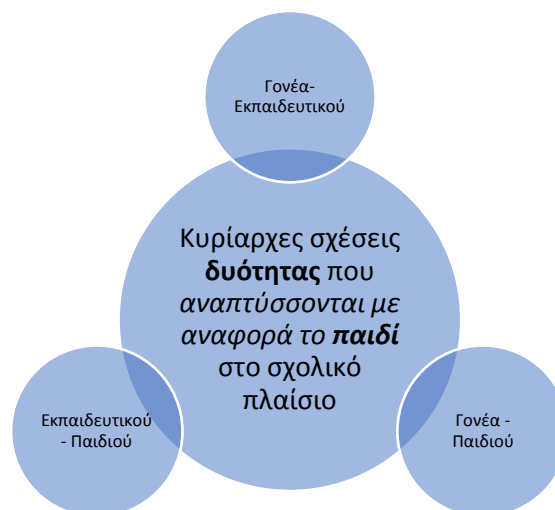 Γονέα-
Εκπαιδευτικού
Κυρίαρχες σχέσεις
δυότητας που
αναπτύσσονται με
αναφορά το παιδί
στο σχολικό
πλαίσιο
Εκπαιδευτικού
- Παιδιού
Γονέα -
Παιδιού